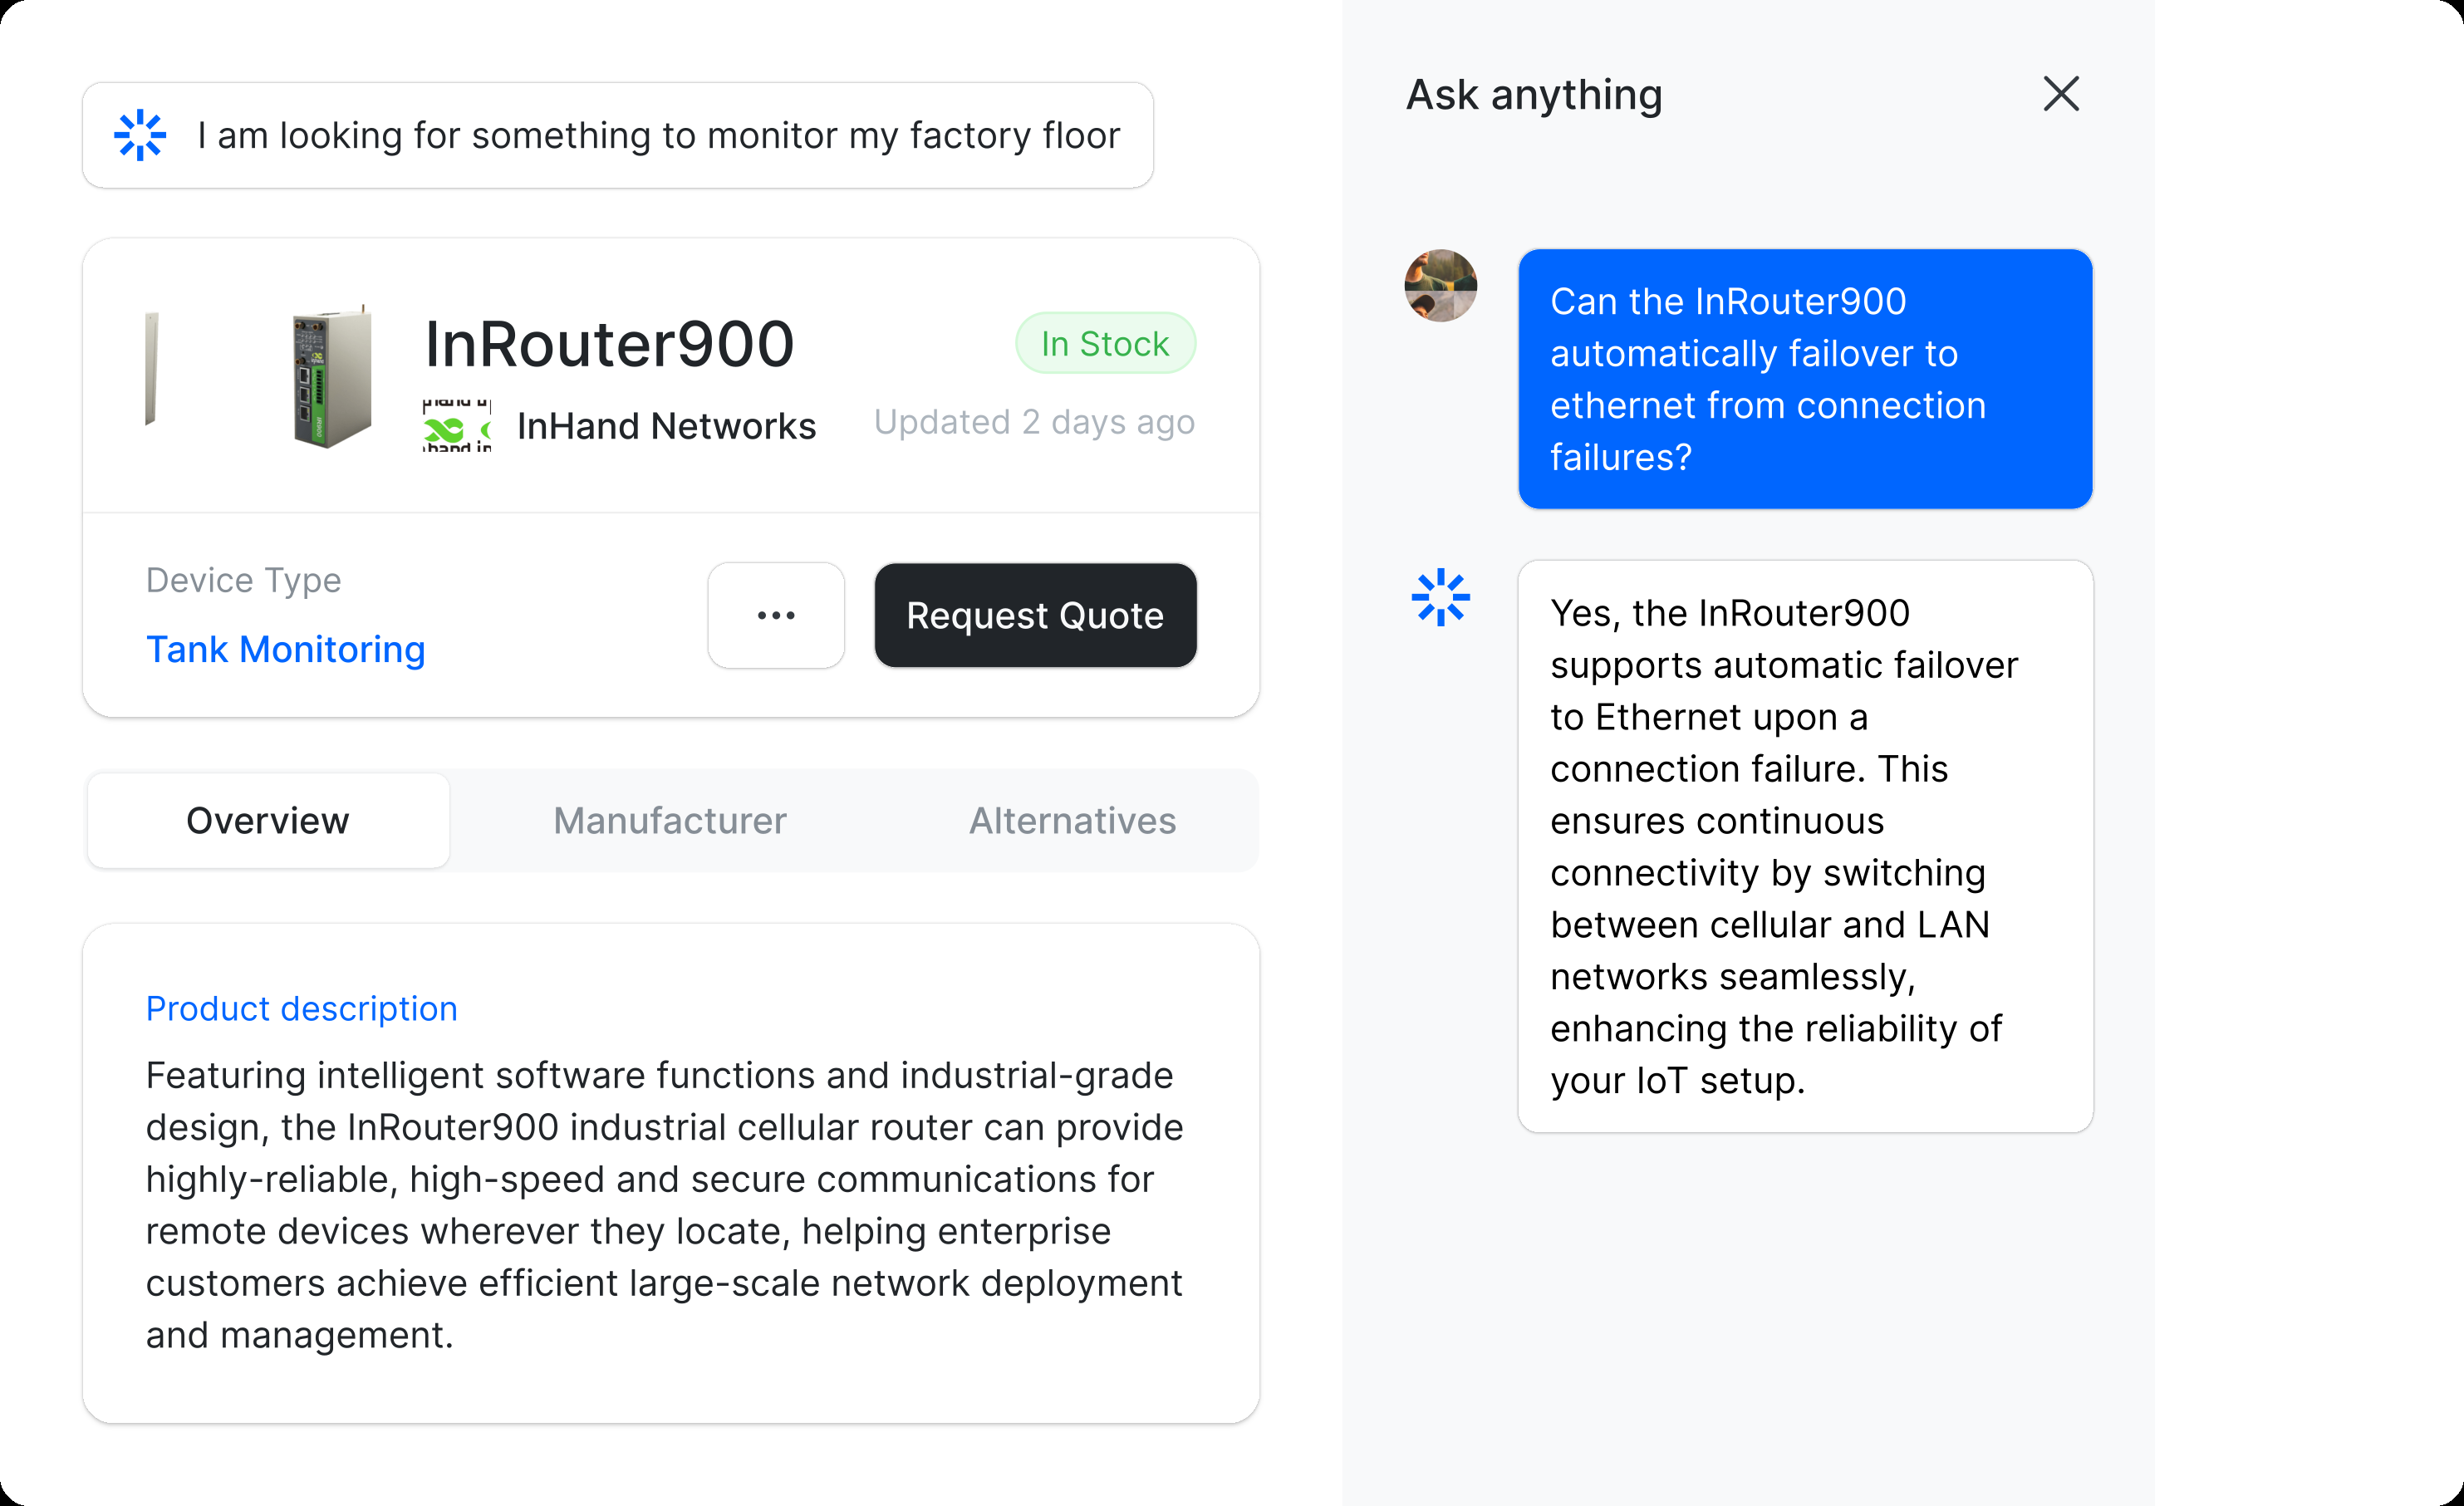 I am looking for something to monitor my factory floor
InRouter900
In Stock
InHand Networks
Updated 2 days ago
Device Type
Tank Monitoring
Request Quote
Overview
Manufacturer
Alternatives
Product description
Featuring intelligent software functions and industrial-grade
design, the InRouter900 industrial cellular router can provide
highly-reliable, high-speed and secure communications for
remote devices wherever they locate, helping enterprise
customers achieve efficient large-scale network deployment
and management.
Ask anything
Can the InRouter900
automatically failover to
ethernet from connection
failures?
Yes, the InRouter900
supports automatic failover
to Ethernet upon a
connection failure. This
ensures continuous
connectivity by switching
between cellular and LAN
networks seamlessly,
enhancing the reliability of
your IoT setup.